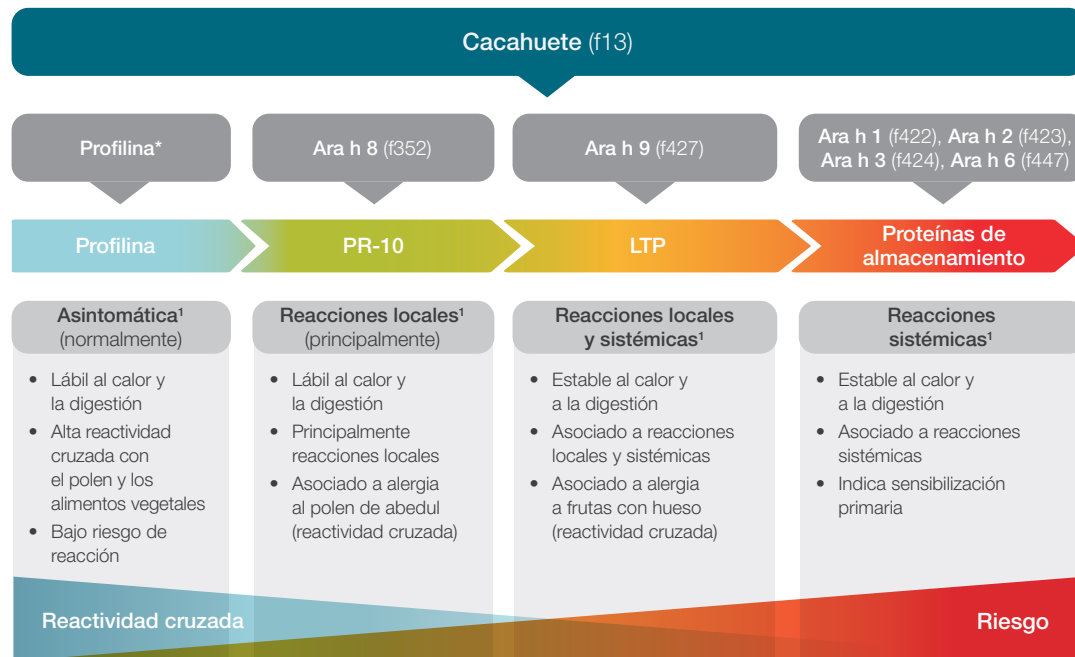 Cacahuete (f13)
Profilina*
Ara h 8 (f352)
Ara h 9 (f427)
Ara h 1 (f422), Ara h 2 (f423),
Ara h 3 (f424), Ara h 6 (f447)
Profilina
PR-10
LTP
Proteínas de
almacenamiento
Asintomática¹
(normalmente)
• Lábil al calor y
la digestión
• Alta reactividad
cruzada con
el polen y los
alimentos vegetales
• Bajo riesgo de
reacción
Reacciones locales¹
(principalmente)
• Lábil al calor y
la digestión
• Principalmente
reacciones locales
• Asociado a alergia
al polen de abedul
(reactividad cruzada)
Reacciones locales
y sistémicas¹
• Estable al calor y
a la digestión
• Asociado a reacciones
locales y sistémicas
• Asociado a alergia
a frutas con hueso
(reactividad cruzada)
Reacciones
sistémicas¹
• Estable al calor y
a la digestión
• Asociado a reacciones
sistémicas
• Indica sensibilización
primaria
Reactividad cruzada
Riesgo